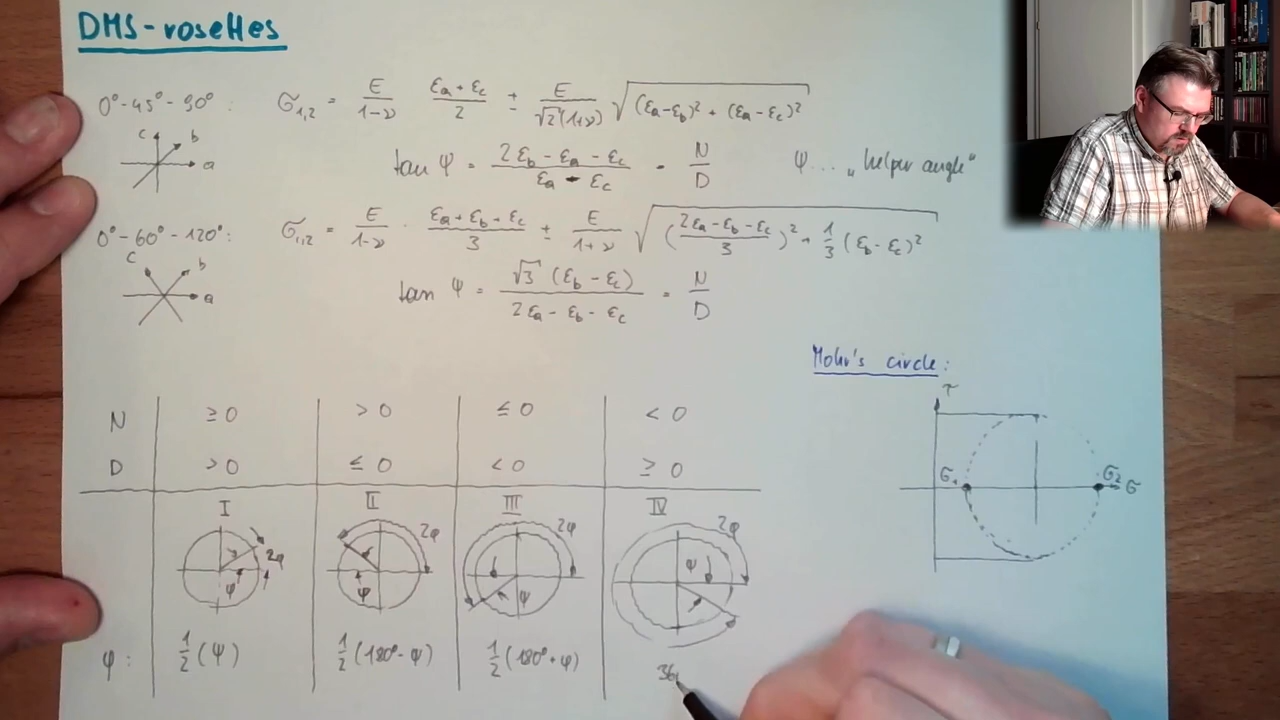 DMS-rosettes
0°-45°-90°: σ1,2 = E/(1-ν) (εa + εc)/2 ± E/(√2(1+ν)) √((εa-εb)² + (εa-εc)²)
c b a
tan ψ = (2εb - εa - εc)/(εa - εc) = N/D ψ... „helper angle"
0°-60°-120°: σ1,2 = E/(1-ν) · (εa + εb + εc)/3 ± E/(1+ν) √(((2εa - εb - εc)/3)² + 1/3 (εb - εc)²)
c b a
tan ψ = √3 (εb - εc)/(2εa - εb - εc) = N/D
Mohr's circle:
τ
σ1 σ2 σ
N ≥ 0 > 0 ≤ 0 < 0
D > 0 ≤ 0 < 0 ≥ 0
I II III IV
2φ 2φ 2φ 2φ
ψ ψ ψ ψ
φ: 1/2 (ψ) 1/2 (180° - ψ) 1/2 (180° + ψ) 36